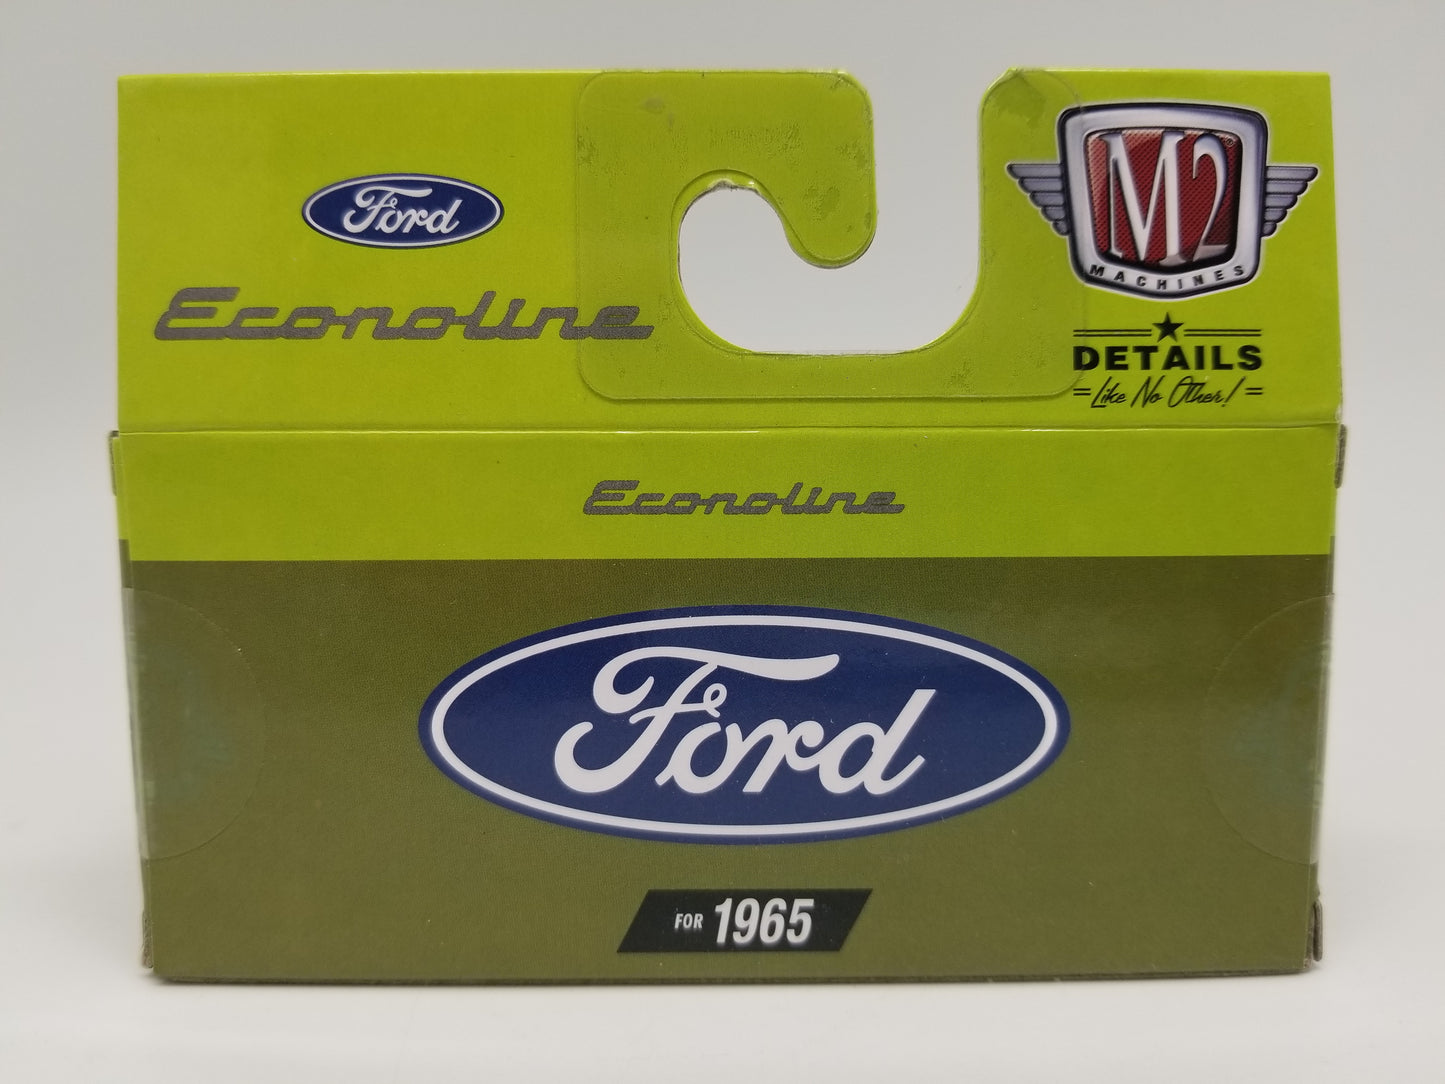 Ford
Econoline
M2
®
MACHINES
DETAILS
Like No Other!
Econoline
Ford
FOR 1965